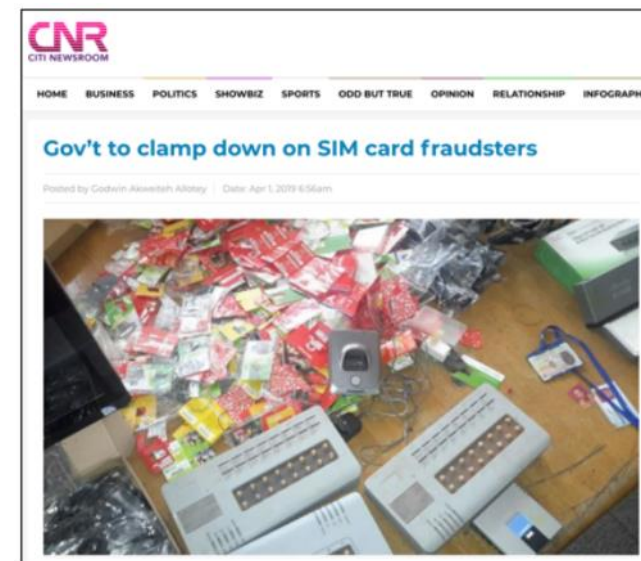 CNR
CITI NEWSROOM
HOME BUSINESS POLITICS SHOWBIZ SPORTS ODD BUT TRUE OPINION RELATIONSHIP INFOGRAPH
Gov't to clamp down on SIM card fraudsters
Posted by Godwin Akweiteh Allotey Date: Apr 1, 2019 6:56am